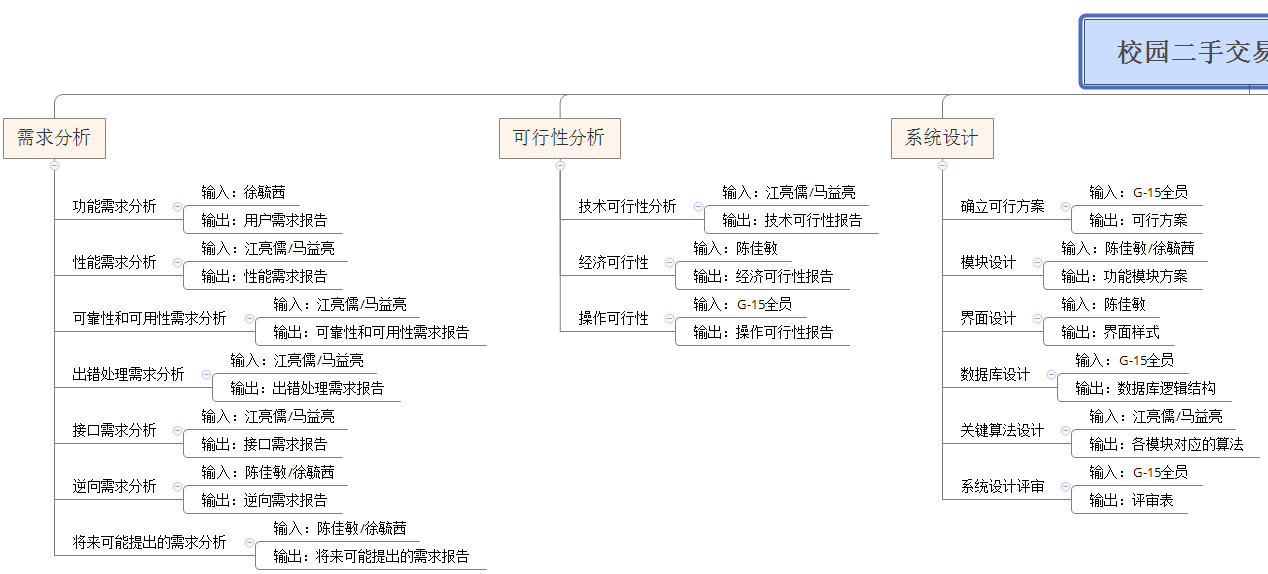 校园二手交易
需求分析
功能需求分析
输入：徐毓茜
输出：用户需求报告
性能需求分析
输入：江亮儒/马益亮
输出：性能需求报告
可靠性和可用性需求分析
输入：江亮儒/马益亮
输出：可靠性和可用性需求报告
出错处理需求分析
输入：江亮儒/马益亮
输出：出错处理需求报告
接口需求分析
输入：江亮儒/马益亮
输出：接口需求报告
逆向需求分析
输入：陈佳敏/徐毓茜
输出：逆向需求报告
将来可能提出的需求分析
输入：陈佳敏/徐毓茜
输出：将来可能提出的需求报告
可行性分析
技术可行性分析
输入：江亮儒/马益亮
输出：技术可行性报告
经济可行性
输入：陈佳敏
输出：经济可行性报告
操作可行性
输入：G-15全员
输出：操作可行性报告
系统设计
确立可行方案
输入：G-15全员
输出：可行方案
模块设计
输入：陈佳敏/徐毓茜
输出：功能模块方案
界面设计
输入：陈佳敏
输出：界面样式
数据库设计
输入：G-15全员
输出：数据库逻辑结构
关键算法设计
输入：江亮儒/马益亮
输出：各模块对应的算法
系统设计评审
输入：G-15全员
输出：评审表